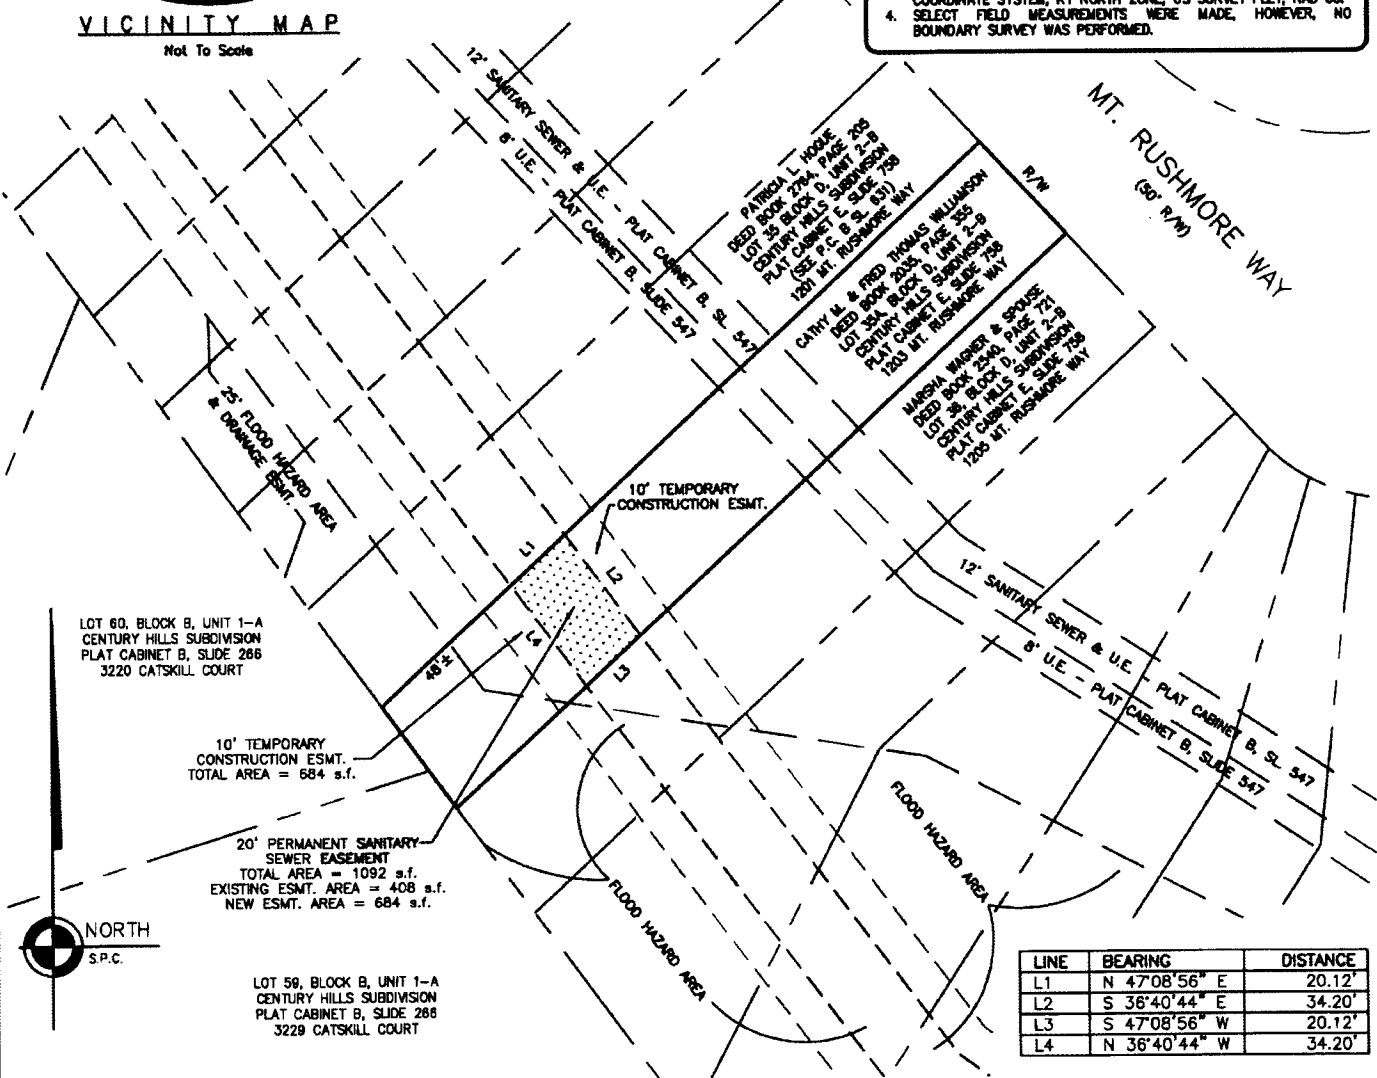 VICINITY MAP
Not To Scale
COORDINATE SYSTEM, KY NORTH ZONE, US SURVEY FEET, NAD 83.
4. SELECT FIELD MEASUREMENTS WERE MADE, HOWEVER, NO
BOUNDARY SURVEY WAS PERFORMED.
MT. RUSHMORE WAY
(50' R/W)
R/W
12' SANITARY SEWER & U.E. - PLAT CABINET B, SL. 547
8' U.E. - PLAT CABINET B, SLIDE 547
PATRICIA L. HOGUE
DEED BOOK 2764, PAGE 205
LOT 35 BLOCK D, UNIT 2-B
CENTURY HILLS SUBDIVISION
PLAT CABINET E, SLIDE 758
(SEE P.C. B SL. 631)
1201 MT. RUSHMORE WAY
CATHY M. & FRED THOMAS WILLIAMSON
DEED BOOK 2035, PAGE 355
LOT 35A, BLOCK D, UNIT 2-B
CENTURY HILLS SUBDIVISION
PLAT CABINET E, SLIDE 758
1203 MT. RUSHMORE WAY
MARSHA WAGNER & SPOUSE
DEED BOOK 2540, PAGE 721
LOT 36, BLOCK D, UNIT 2-B
CENTURY HILLS SUBDIVISION
PLAT CABINET E, SLIDE 758
1205 MT. RUSHMORE WAY
25' FLOOD HAZARD AREA
& DRAINAGE ESMT.
10' TEMPORARY
CONSTRUCTION ESMT.
L1
L2
L4
L3
48'±
12' SANITARY SEWER & U.E. - PLAT CABINET B, SL. 547
8' U.E. - PLAT CABINET B, SLIDE 547
LOT 60, BLOCK B, UNIT 1-A
CENTURY HILLS SUBDIVISION
PLAT CABINET B, SLIDE 266
3220 CATSKILL COURT
10' TEMPORARY
CONSTRUCTION ESMT.
TOTAL AREA = 684 s.f.
20' PERMANENT SANITARY
SEWER EASEMENT
TOTAL AREA = 1092 s.f.
EXISTING ESMT. AREA = 408 s.f.
NEW ESMT. AREA = 684 s.f.
FLOOD HAZARD AREA
FLOOD HAZARD AREA
NORTH
S.P.C.
LOT 59, BLOCK B, UNIT 1-A
CENTURY HILLS SUBDIVISION
PLAT CABINET B, SLIDE 266
3229 CATSKILL COURT
LINE BEARING DISTANCE
L1 N 47°08'56" E 20.12'
L2 S 36°40'44" E 34.20'
L3 S 47°08'56" W 20.12'
L4 N 36°40'44" W 34.20'